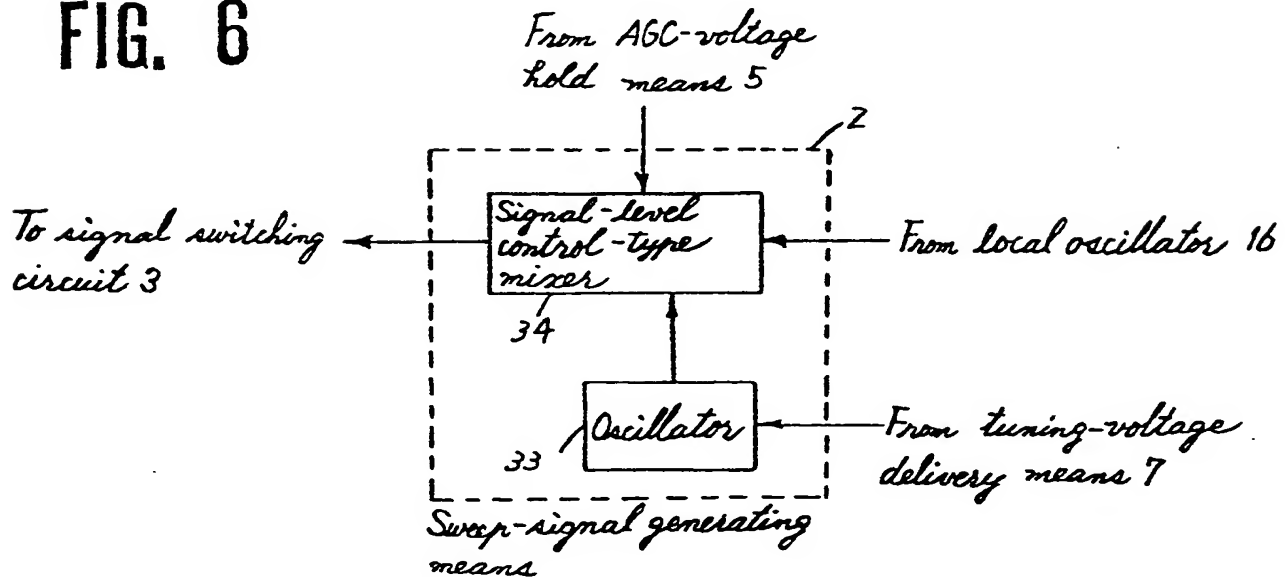 FIG. 6
From AGC-voltage
hold means 5
2
To signal switching
circuit 3
Signal-level
control-type
mixer
34
From local oscillator 16
Oscillator
33
From tuning-voltage
delivery means 7
Sweep-signal generating
means